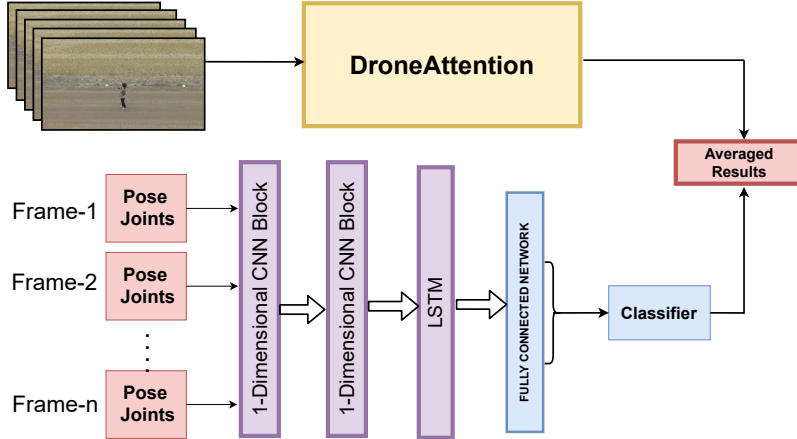 DroneAttention
Averaged
Results
Frame-1
Pose
Joints
Frame-2
Pose
Joints
Frame-n
Pose
Joints
1-Dimensional CNN Block
1-Dimensional CNN Block
LSTM
FULLY CONNECTED NETWORK
Classifier